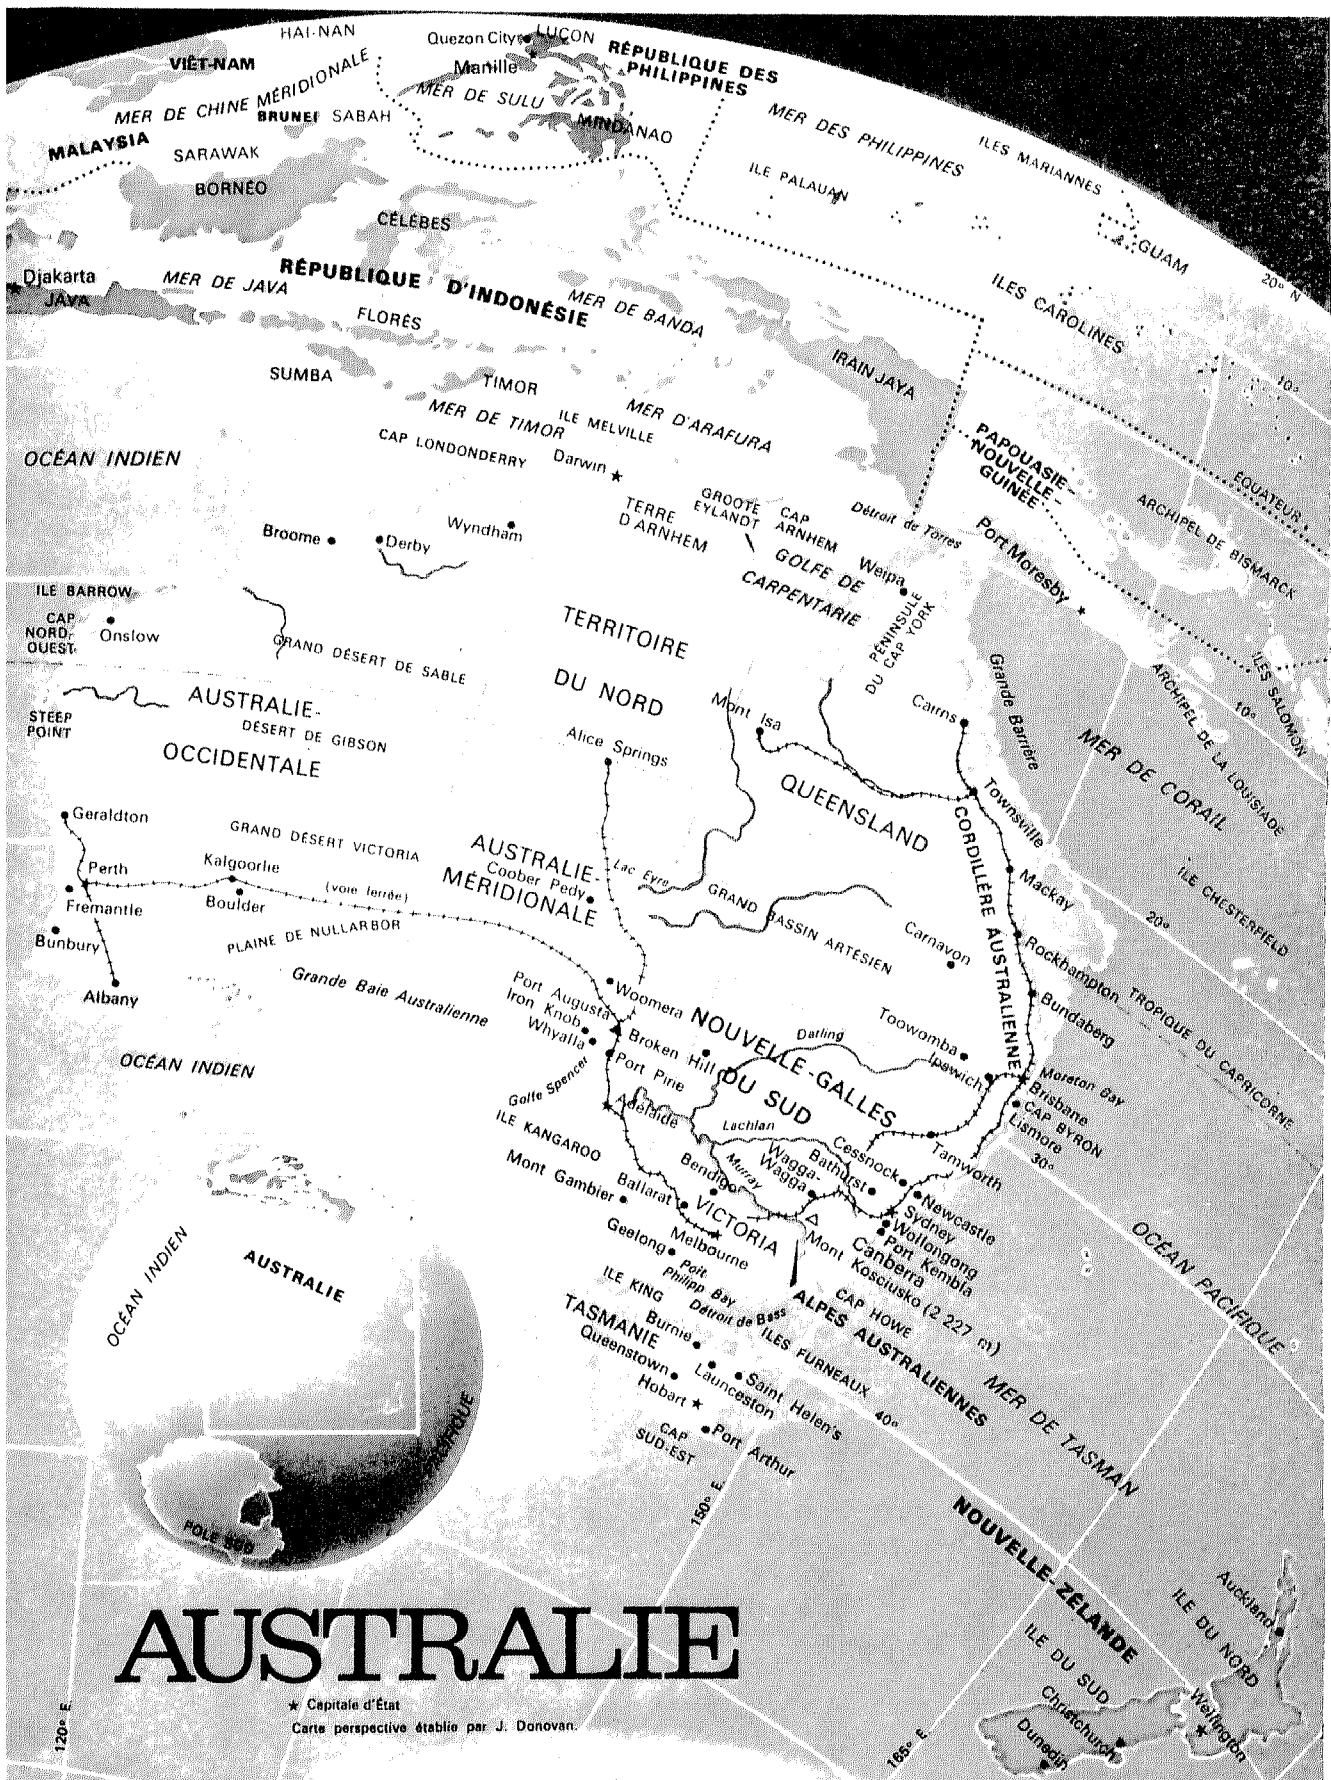 HAI-NAN
Quezon City
LUÇON
RÉPUBLIQUE DES
PHILIPPINES
VIÊT-NAM
Manille
MER DE CHINE MÉRIDIONALE
MER DE SULU
BRUNEI
SABAH
MINDANAO
MER DES PHILIPPINES
ILES MARIANNES
MALAYSIA
SARAWAK
BORNÉO
ILE PALAUAN
CÉLÈBES
GUAM
20° N
Djakarta
JAVA
MER DE JAVA
RÉPUBLIQUE D'INDONÉSIE
MER DE BANDA
ILES CAROLINES
FLORÈS
IRAIN JAYA
10°
SUMBA
TIMOR
MER DE TIMOR
ILE MELVILLE
MER D'ARAFURA
PAPOUASIE-
NOUVELLE-
GUINÉE
ÉQUATEUR
OCÉAN INDIEN
CAP LONDONDERRY
Darwin
ARCHIPEL DE BISMARCK
Broome
Derby
Wyndham
TERRE
D'ARNHEM
GROOTE
EYLANDT
CAP
ARNHEM
Détroit de Torres
Port Moresby
GOLFE DE
CARPENTARIE
Weipa
PÉNINSULE
DU CAP YORK
ILE BARROW
CAP
NORD-
OUEST
Onslow
GRAND DÉSERT DE SABLE
TERRITOIRE
DU NORD
Grande Barrière
ARCHIPEL DE LA LOUISIADE
ILES SALOMON
10°
STEEP
POINT
AUSTRALIE-
OCCIDENTALE
DÉSERT DE GIBSON
Alice Springs
Mont Isa
Cairns
MER DE CORAIL
QUEENSLAND
Townsville
Geraldton
GRAND DÉSERT VICTORIA
AUSTRALIE-
MÉRIDIONALE
Coober Pedy
Lac Eyre
CORDILLÈRE AUSTRALIENNE
Mackay
ILE CHESTERFIELD
Perth
Kalgoorlie
(voie ferrée)
Fremantle
Boulder
GRAND BASSIN ARTÉSIEN
20°
Bunbury
PLAINE DE NULLARBOR
Carnavon
Rockhampton
TROPIQUE DU CAPRICORNE
Albany
Grande Baie Australienne
Port Augusta
Iron Knob
Whyalla
Woomera
Bundaberg
NOUVELLE-GALLES
DU SUD
Darling
Toowomba
Ipswich
OCÉAN INDIEN
Broken Hill
Port Pirie
Golfe Spencer
Adélaïde
Moreton Bay
Brisbane
CAP BYRON
Lismore
30°
ILE KANGAROO
Lachlan
Cessnock
Tamworth
Mont Gambier
Ballarat
Bendigo
Murray
Wagga-
Wagga
Bathurst
Newcastle
Sydney
Wollongong
Port Kembla
Canberra
Mont Kosciusko (2 227 m)
VICTORIA
Melbourne
Geelong
Port
Philipp Bay
OCÉAN PACIFIQUE
ILE KING
Détroit de Bass
CAP HOWE
ALPES AUSTRALIENNES
TASMANIE
Burnie
ILES FURNEAUX
Queenstown
Launceston
Saint Helen's
Hobart
40°
MER DE TASMAN
CAP
SUD-EST
Port Arthur
150° E.
OCÉAN INDIEN
AUSTRALIE
PACIFIQUE
POLE SUD
NOUVELLE-ZÉLANDE
Auckland
ILE DU NORD
ILE DU SUD
Christchurch
Wellington
Dunedin
165° E.
120° E.
AUSTRALIE
★ Capitale d'État
Carte perspective établie par J. Donovan.